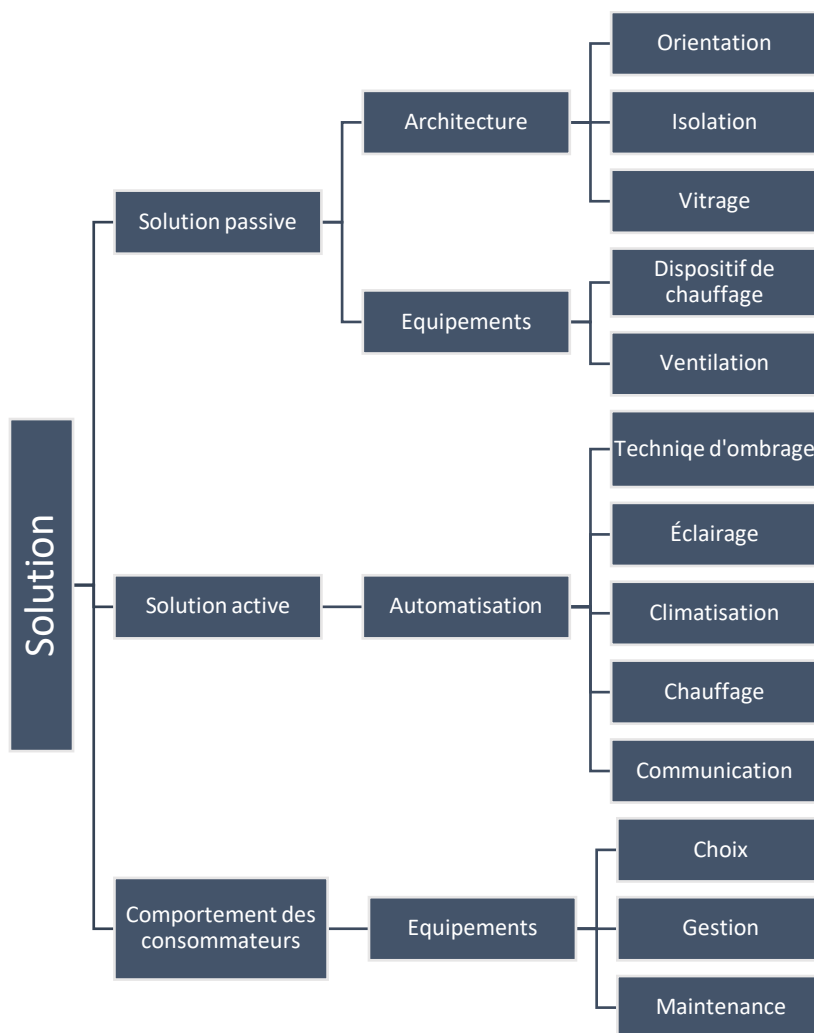 Solution
Solution passive
Architecture
Orientation
Isolation
Vitrage
Equipements
Dispositif de
chauffage
Ventilation
Solution active
Automatisation
Techniqe d'ombrage
Éclairage
Climatisation
Chauffage
Communication
Comportement des
consommateurs
Equipements
Choix
Gestion
Maintenance